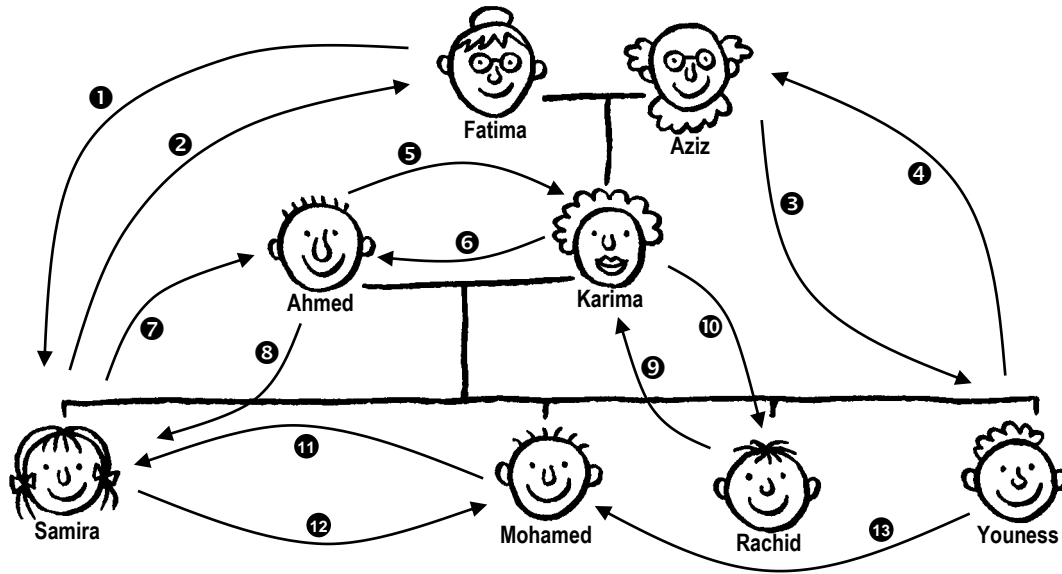 ❶
❷
Fatima
Aziz
❹
❺
❸
❻
Ahmed
Karima
❼
❽
❾
❿
⓫
⓬
Samira
Mohamed
Rachid
Youness
⓭